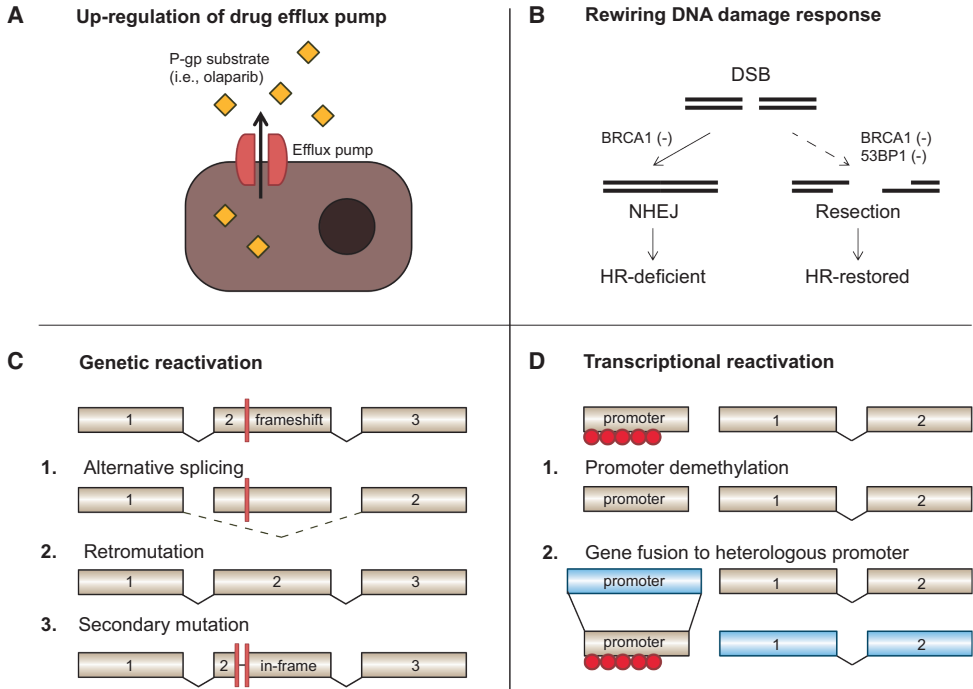 A Up-regulation of drug efflux pump
P-gp substrate
(i.e., olaparib)
Efflux pump
B Rewiring DNA damage response
DSB
BRCA1 (-)
BRCA1 (-)
53BP1 (-)
NHEJ
Resection
HR-deficient
HR-restored
C Genetic reactivation
1 2 frameshift 3
1. Alternative splicing
1 2
2. Retromutation
1 2 3
3. Secondary mutation
1 2 in-frame 3
D Transcriptional reactivation
promoter 1 2
1. Promoter demethylation
promoter 1 2
2. Gene fusion to heterologous promoter
promoter 1 2
promoter 1 2